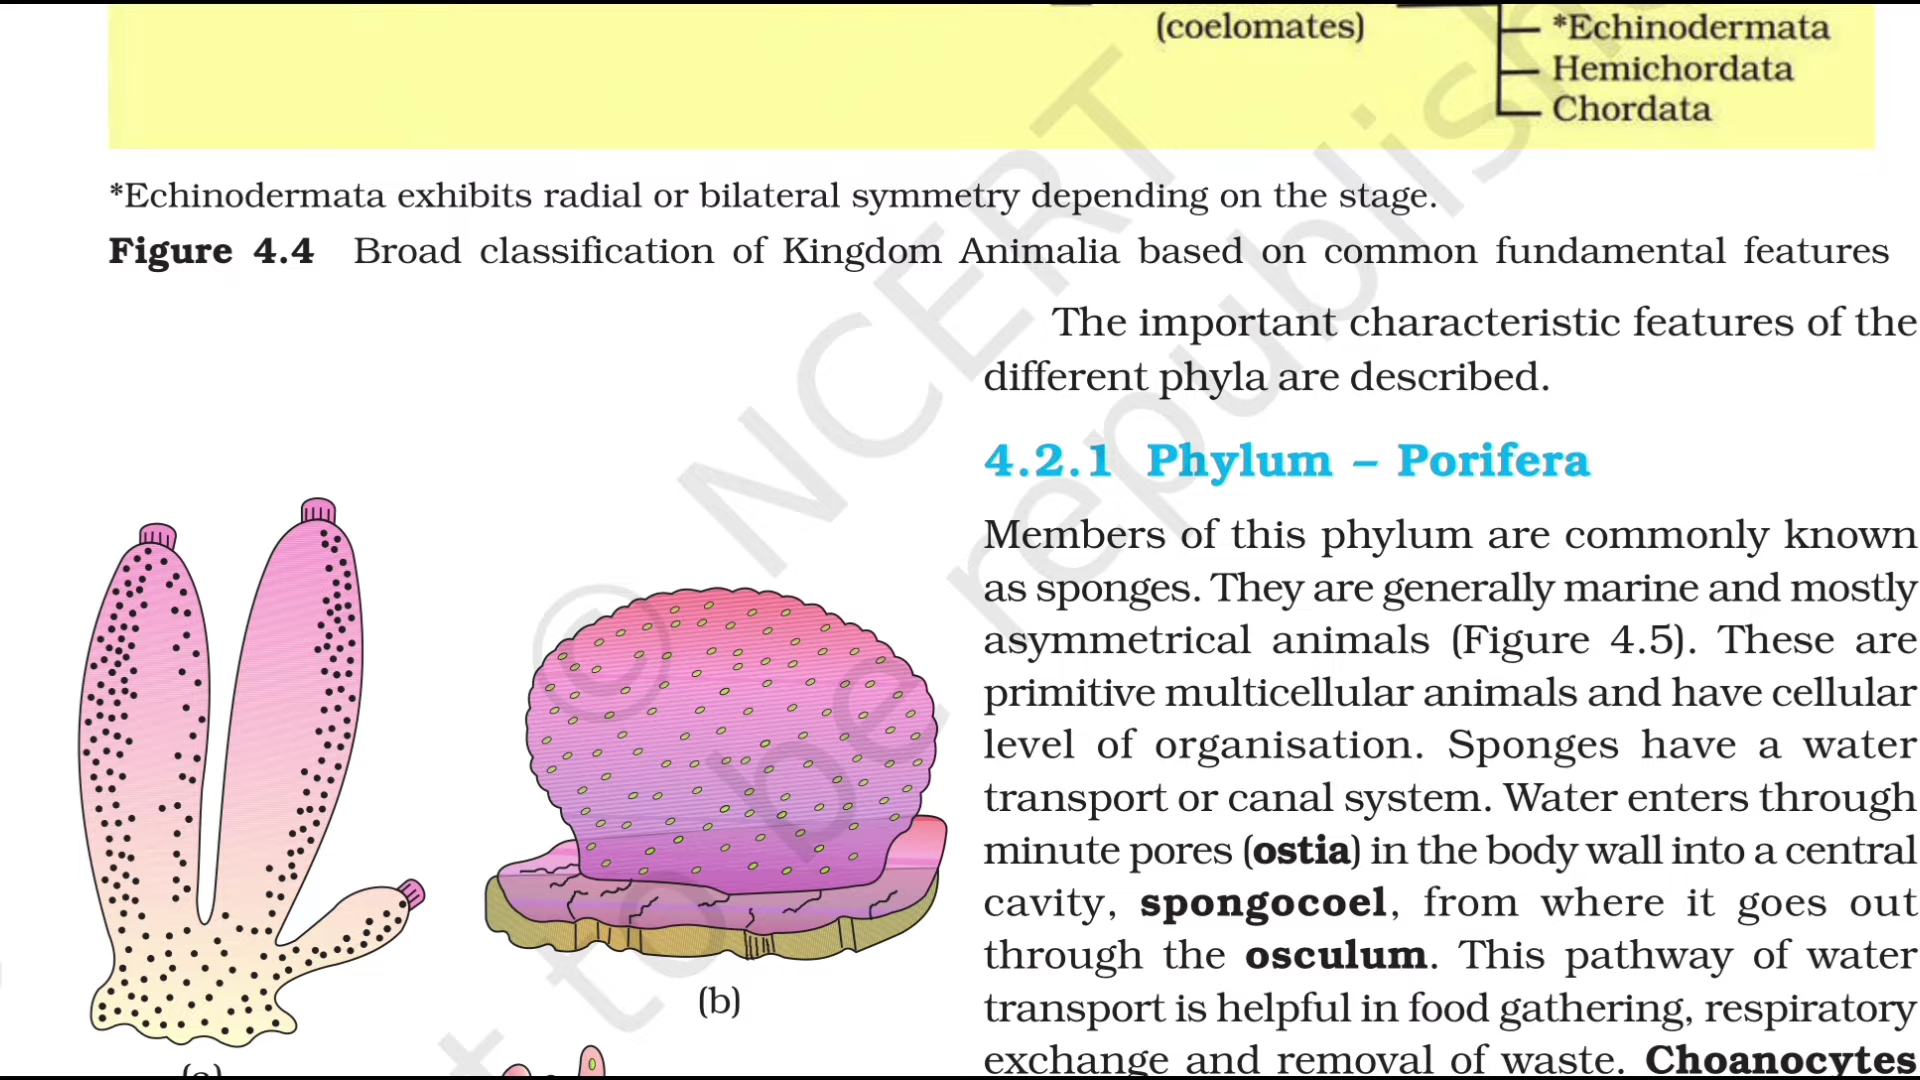 (coelomates)
*Echinodermata
Hemichordata
Chordata
*Echinodermata exhibits radial or bilateral symmetry depending on the stage.
Figure 4.4 Broad classification of Kingdom Animalia based on common fundamental features
The important characteristic features of the
different phyla are described.
4.2.1 Phylum – Porifera
Members of this phylum are commonly known
as sponges. They are generally marine and mostly
asymmetrical animals (Figure 4.5). These are
primitive multicellular animals and have cellular
level of organisation. Sponges have a water
transport or canal system. Water enters through
minute pores (ostia) in the body wall into a central
cavity, spongocoel, from where it goes out
through the osculum. This pathway of water
transport is helpful in food gathering, respiratory
exchange and removal of waste. Choanocytes
(b)
© NCERT
to be republish